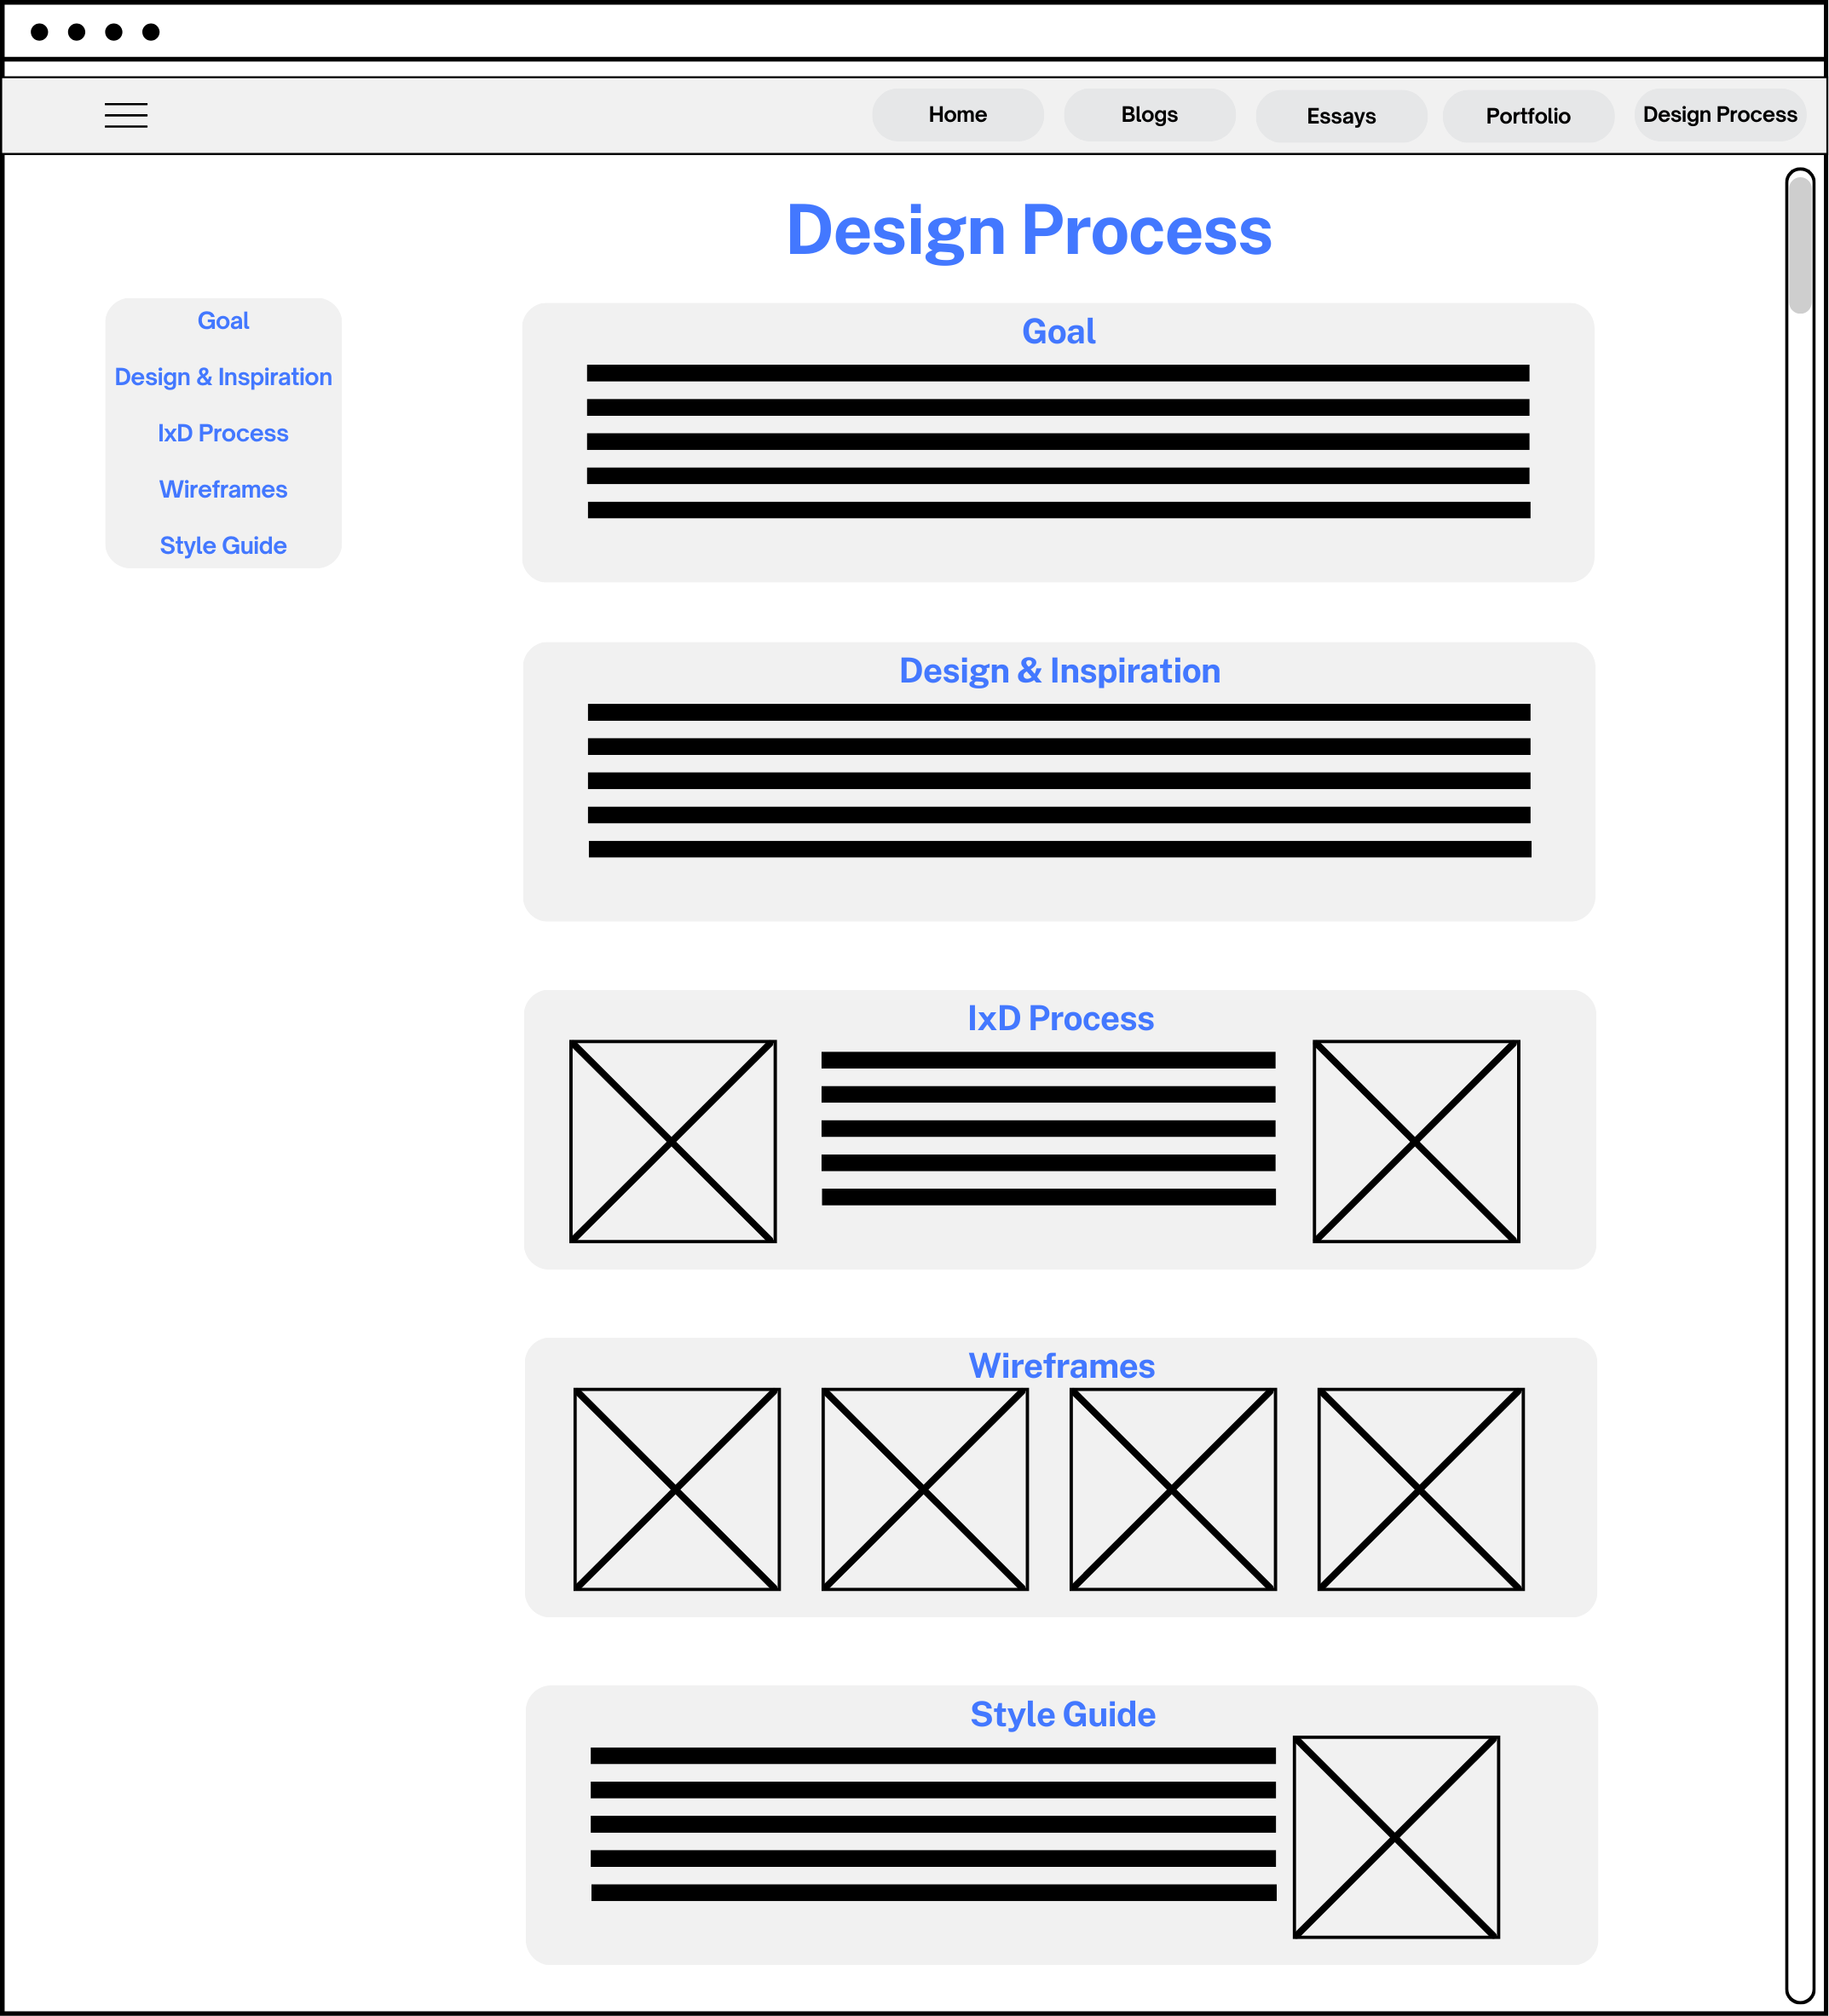 Home
Blogs
Essays
Portfolio
Design Process
Design Process
Goal
Design & Inspiration
IxD Process
Wireframes
Style Guide
Goal
Design & Inspiration
IxD Process
Wireframes
Style Guide